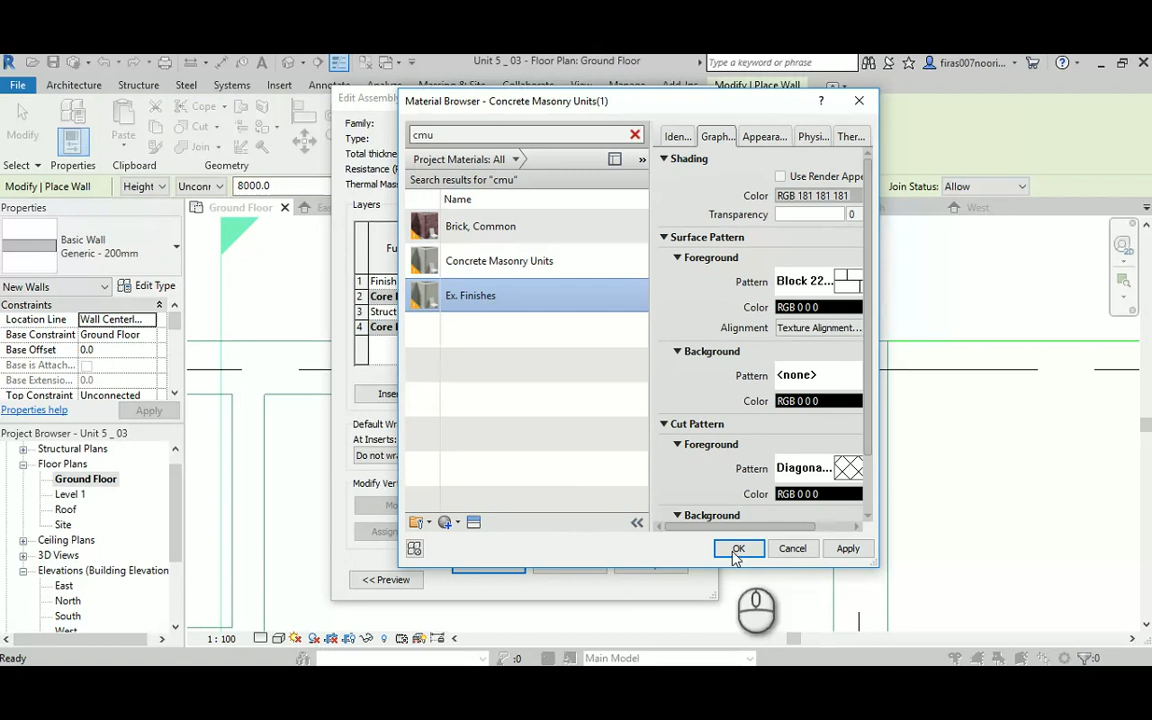 Unit 5 _ 03 - Floor Plan: Ground Floor
Type a keyword or phrase
firas007noori...
File
Architecture
Structure
Steel
Systems
Insert
Modify | Place Wall
Modify
Select
Properties
Paste
Clipboard
Cope
Cut
Join
Geometry
Modify | Place Wall
Height
Unconr
8000.0
Join Status:
Allow
Properties
Basic Wall
Generic - 200mm
New Walls
Edit Type
Constraints
Location Line
Wall Centerl...
Base Constraint
Ground Floor
Base Offset
0.0
Base is Attach...
Base Extensio...
0.0
Top Constraint
Unconnected
Properties help
Apply
Project Browser - Unit 5 _ 03
Structural Plans
Floor Plans
Ground Floor
Level 1
Roof
Site
Ceiling Plans
3D Views
Elevations (Building Elevation
East
North
South
West
Ground Floor
West
Edit Assembly
Family:
Type:
Total thickne
Resistance (R
Thermal Mass
Layers
Fu
1 Finish
2 Core
3 Struct
4 Core
Inser
Default Wr
At Inserts:
Do not wra
Modify Ver
Mo
Assig
<< Preview
Material Browser - Concrete Masonry Units(1)
?
cmu
Project Materials: All
»
Search results for "cmu"
Name
Brick, Common
Concrete Masonry Units
Ex. Finishes
Iden...
Graph...
Appeara...
Physi...
Ther...
Shading
Use Render Appe
Color
RGB 181 181 181
Transparency
0
Surface Pattern
Foreground
Pattern
Block 22...
Color
RGB 0 0 0
Alignment
Texture Alignment...
Background
Pattern
<none>
Color
RGB 0 0 0
Cut Pattern
Foreground
Pattern
Diagona...
Color
RGB 0 0 0
Background
OK
Cancel
Apply
1 : 100
Ready
:0
Main Model
:0